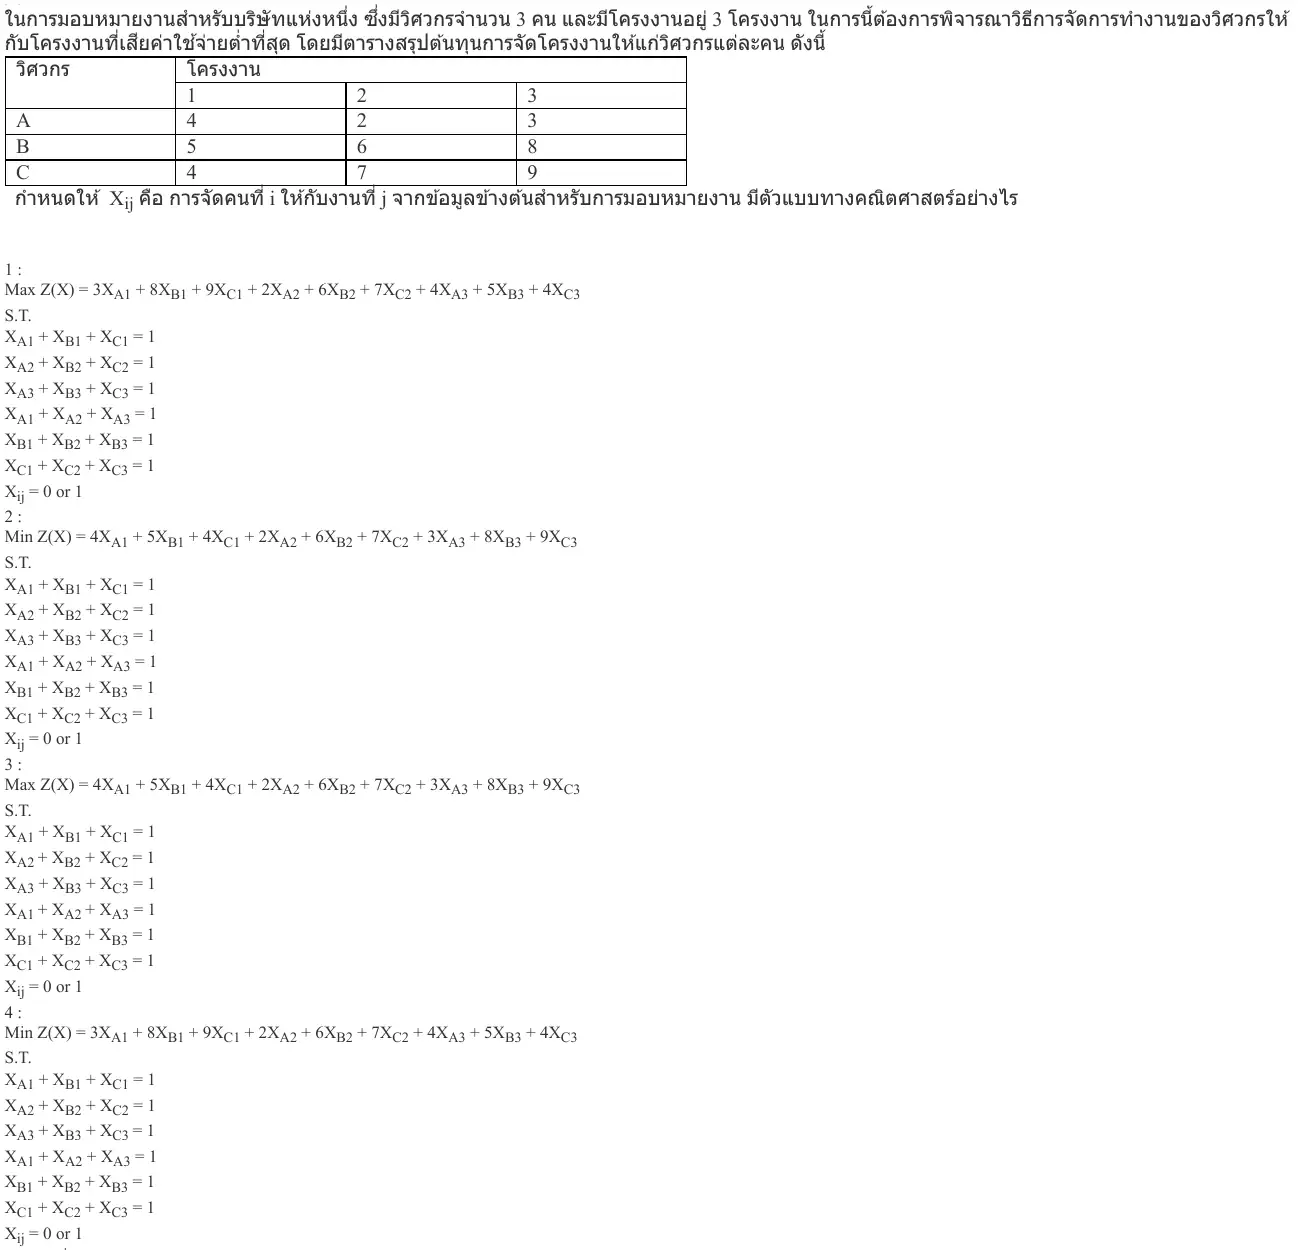 ในการมอบหมายงานสำหรับบริษัทแห่งหนึ่ง ซึ่งมีวิศวกรจำนวน 3 คน และมีโครงงานอยู่ 3 โครงงาน ในการนี้ต้องการพิจารณาวิธีการจัดการทำงานของวิศวกรให้
กับโครงงานที่เสียค่าใช้จ่ายต่ำที่สุด โดยมีตารางสรุปต้นทุนการจัดโครงงานให้แก่วิศวกรแต่ละคน ดังนี้
วิศวกร โครงงาน
1 2 3
A 4 2 3
B 5 6 8
C 4 7 9
กำหนดให้ Xij คือ การจัดคนที่ i ให้กับงานที่ j จากข้อมูลข้างต้นสำหรับการมอบหมายงาน มีตัวแบบทางคณิตศาสตร์อย่างไร
1 :
Max Z(X) = 3XA1 + 8XB1 + 9XC1 + 2XA2 + 6XB2 + 7XC2 + 4XA3 + 5XB3 + 4XC3
S.T.
XA1 + XB1 + XC1 = 1
XA2 + XB2 + XC2 = 1
XA3 + XB3 + XC3 = 1
XA1 + XA2 + XA3 = 1
XB1 + XB2 + XB3 = 1
XC1 + XC2 + XC3 = 1
Xij = 0 or 1
2 :
Min Z(X) = 4XA1 + 5XB1 + 4XC1 + 2XA2 + 6XB2 + 7XC2 + 3XA3 + 8XB3 + 9XC3
S.T.
XA1 + XB1 + XC1 = 1
XA2 + XB2 + XC2 = 1
XA3 + XB3 + XC3 = 1
XA1 + XA2 + XA3 = 1
XB1 + XB2 + XB3 = 1
XC1 + XC2 + XC3 = 1
Xij = 0 or 1
3 :
Max Z(X) = 4XA1 + 5XB1 + 4XC1 + 2XA2 + 6XB2 + 7XC2 + 3XA3 + 8XB3 + 9XC3
S.T.
XA1 + XB1 + XC1 = 1
XA2 + XB2 + XC2 = 1
XA3 + XB3 + XC3 = 1
XA1 + XA2 + XA3 = 1
XB1 + XB2 + XB3 = 1
XC1 + XC2 + XC3 = 1
Xij = 0 or 1
4 :
Min Z(X) = 3XA1 + 8XB1 + 9XC1 + 2XA2 + 6XB2 + 7XC2 + 4XA3 + 5XB3 + 4XC3
S.T.
XA1 + XB1 + XC1 = 1
XA2 + XB2 + XC2 = 1
XA3 + XB3 + XC3 = 1
XA1 + XA2 + XA3 = 1
XB1 + XB2 + XB3 = 1
XC1 + XC2 + XC3 = 1
Xij = 0 or 1